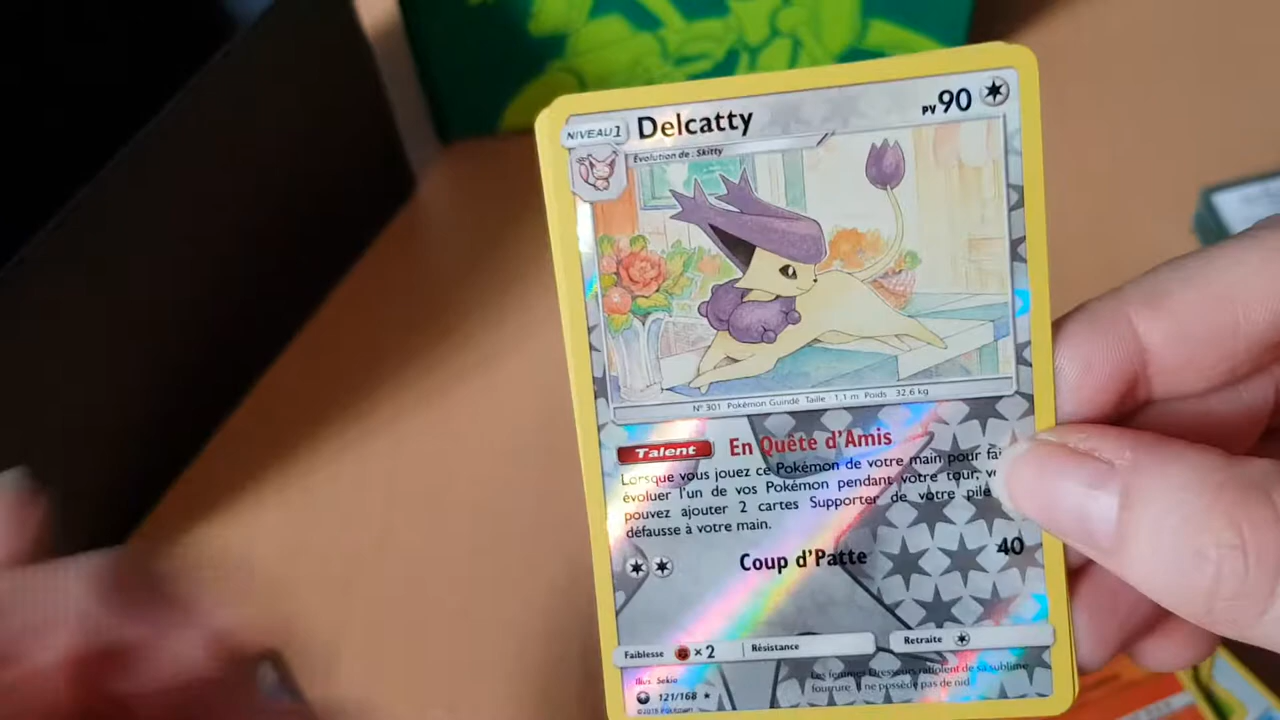 NIVEAU 1 Delcatty PV 90
Évolution de : Skitty
N° 301 Pokémon Guindé Taille : 1,1 m Poids : 32,6 kg
Talent En Quête d'Amis
Lorsque vous jouez ce Pokémon de votre main pour
évoluer l'un de vos Pokémon pendant votre tour,
pouvez ajouter 2 cartes Supporter de votre
défausse à votre main.
Coup d'Patte 40
Faiblesse ×2 Résistance Retraite
Illus. Sekio
Les femmes Dresseurs raffolent de sa sublime
fourrure. Il ne possède pas de nid.
121/168 ★
©2018 Pokémon